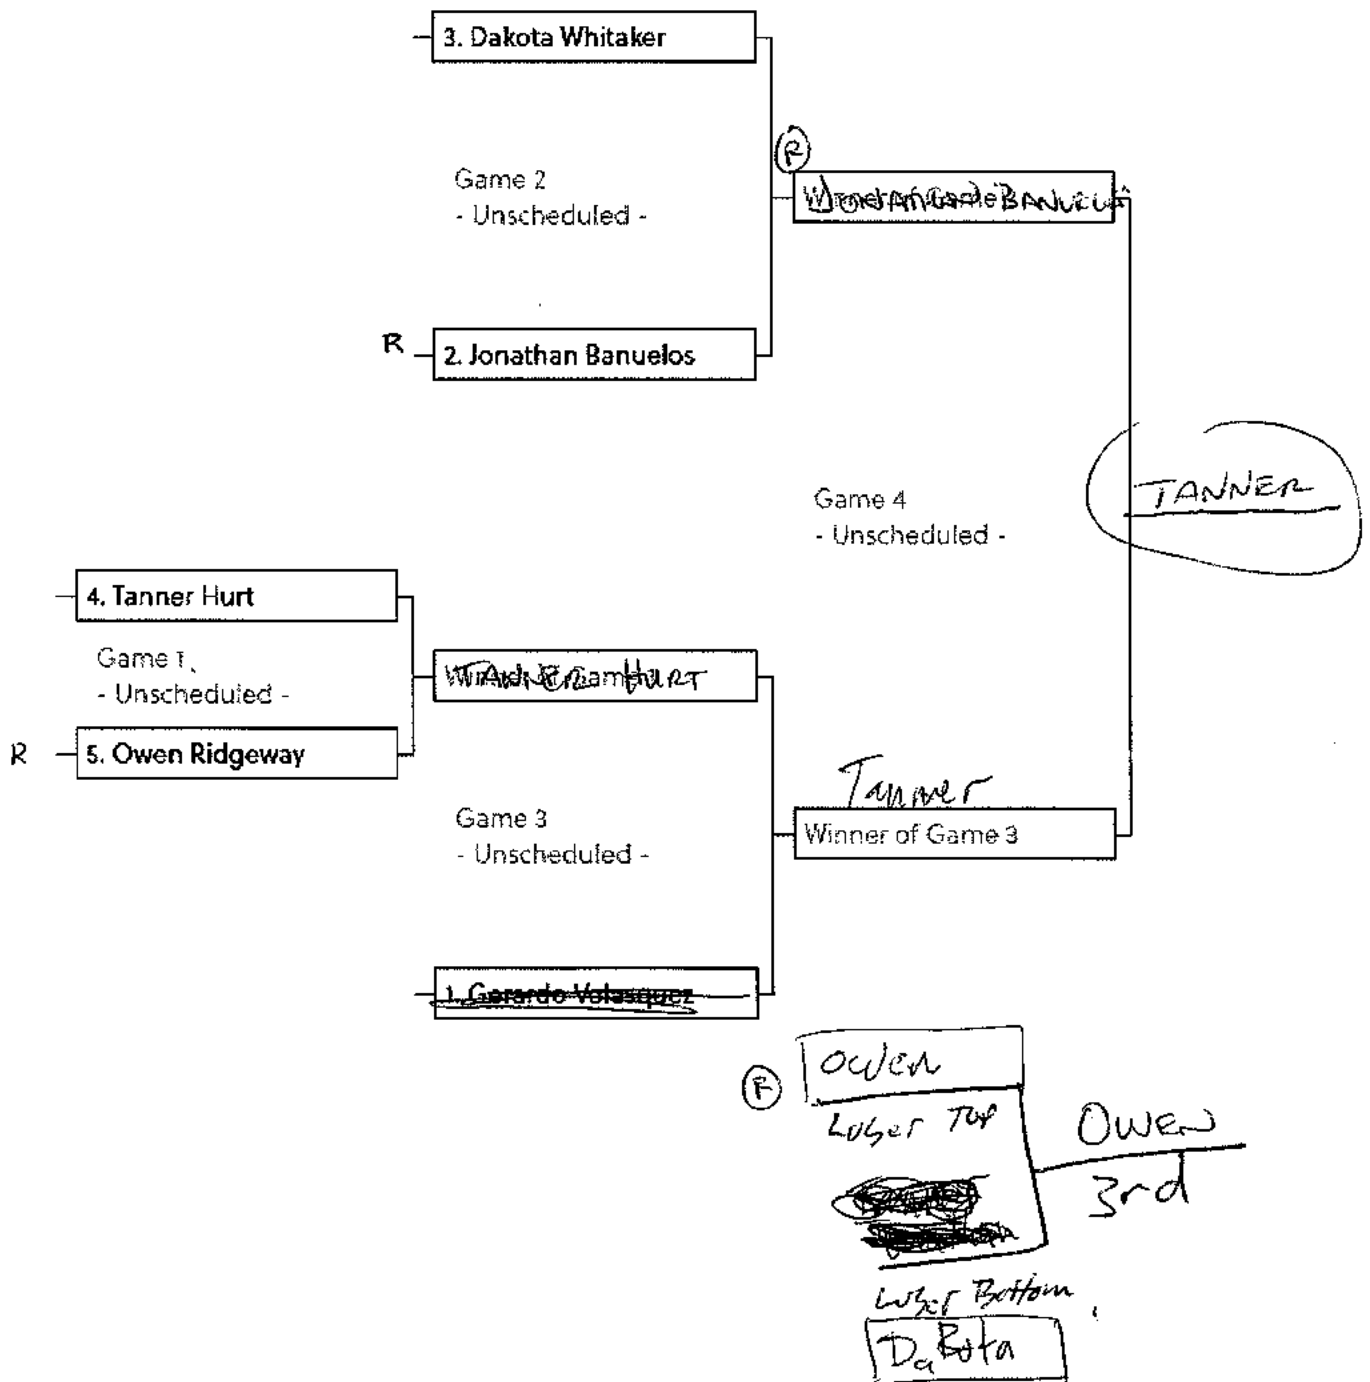 3. Dakota Whitaker
R
Game 2
- Unscheduled -
JONATHAN BANUELOS
R
2. Jonathan Banuelos
Game 4
- Unscheduled -
TANNER
4. Tanner Hurt
Game 1
- Unscheduled -
TANNER HURT
R
5. Owen Ridgeway
Tanner
Winner of Game 3
Game 3
- Unscheduled -
1. Gerardo Velasquez
R
OWEN
Loser Top
OWEN
3rd
Loser Bottom
Dakota